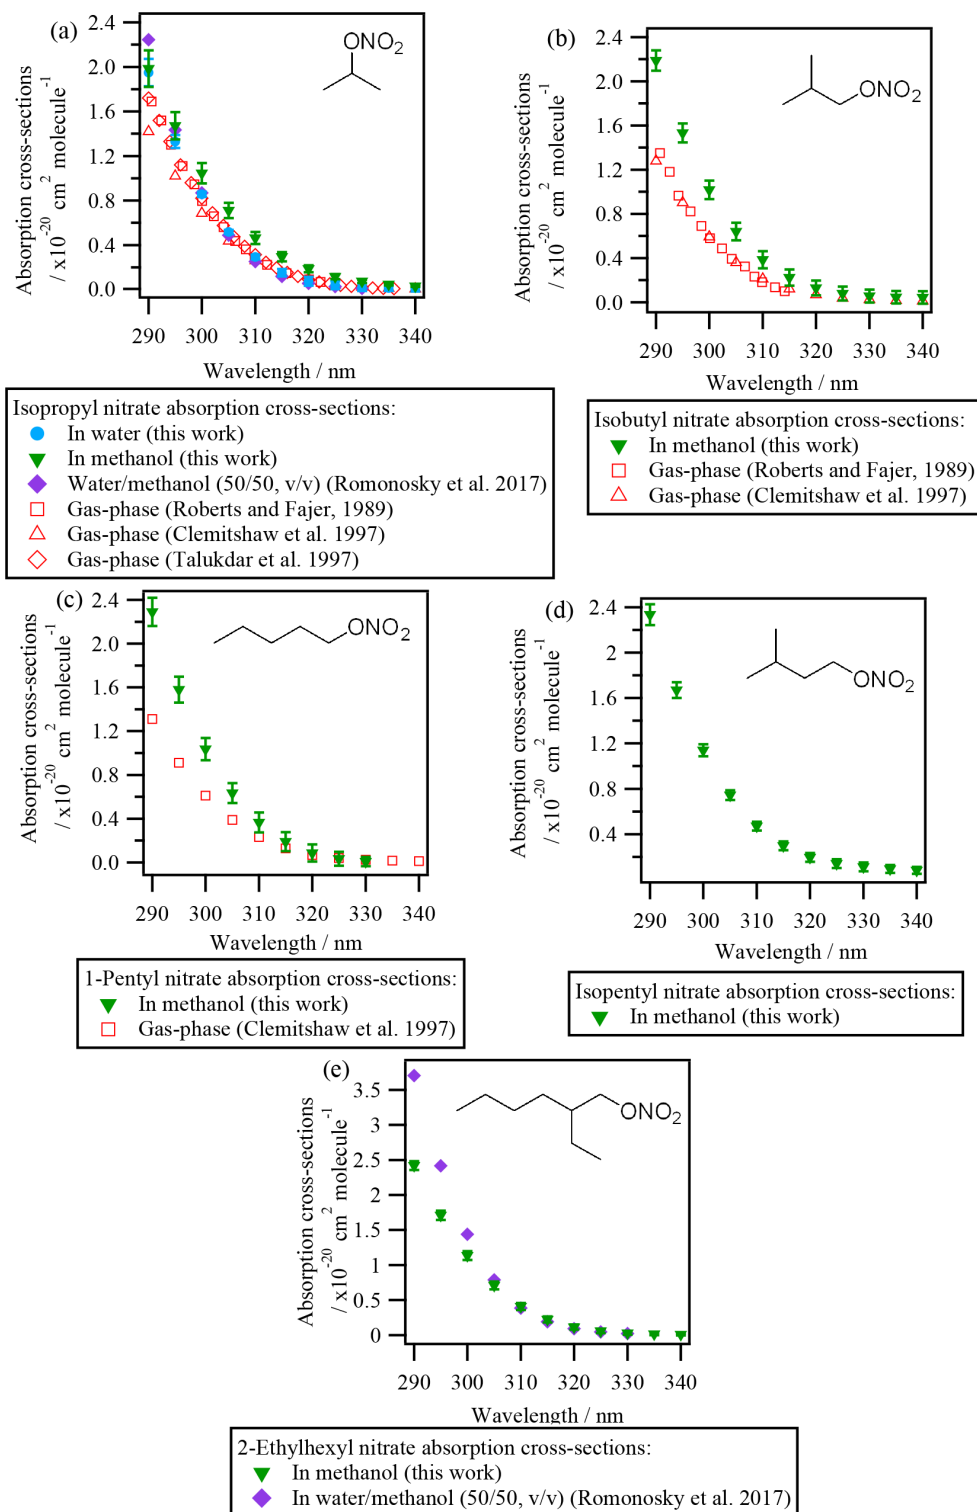 (a)
ONO2
Absorption cross-sections
/ x10^-20 cm^2 molecule^-1
2.4
2.0
1.6
1.2
0.8
0.4
0.0
290 300 310 320 330 340
Wavelength / nm
Isopropyl nitrate absorption cross-sections:
In water (this work)
In methanol (this work)
Water/methanol (50/50, v/v) (Romonosky et al. 2017)
Gas-phase (Roberts and Fajer, 1989)
Gas-phase (Clemitshaw et al. 1997)
Gas-phase (Talukdar et al. 1997)
(b)
ONO2
Absorption cross-sections
/ x10^-20 cm^2 molecule^-1
2.4
2.0
1.6
1.2
0.8
0.4
0.0
290 300 310 320 330 340
Wavelength / nm
Isobutyl nitrate absorption cross-sections:
In methanol (this work)
Gas-phase (Roberts and Fajer, 1989)
Gas-phase (Clemitshaw et al. 1997)
(c)
ONO2
Absorption cross-sections
/ x10^-20 cm^2 molecule^-1
2.4
2.0
1.6
1.2
0.8
0.4
0.0
290 300 310 320 330 340
Wavelength / nm
1-Pentyl nitrate absorption cross-sections:
In methanol (this work)
Gas-phase (Clemitshaw et al. 1997)
(d)
ONO2
Absorption cross-sections
/ x10^-20 cm^2 molecule^-1
2.4
2
1.6
1.2
0.8
0.4
290 300 310 320 330 340
Wavelength / nm
Isopentyl nitrate absorption cross-sections:
In methanol (this work)
(e)
ONO2
Absorption cross-sections
/ x10^-20 cm^2 molecule^-1
3.5
3
2.5
2
1.5
1
0.5
0
290 300 310 320 330 340
Wavelength / nm
2-Ethylhexyl nitrate absorption cross-sections:
In methanol (this work)
In water/methanol (50/50, v/v) (Romonosky et al. 2017)